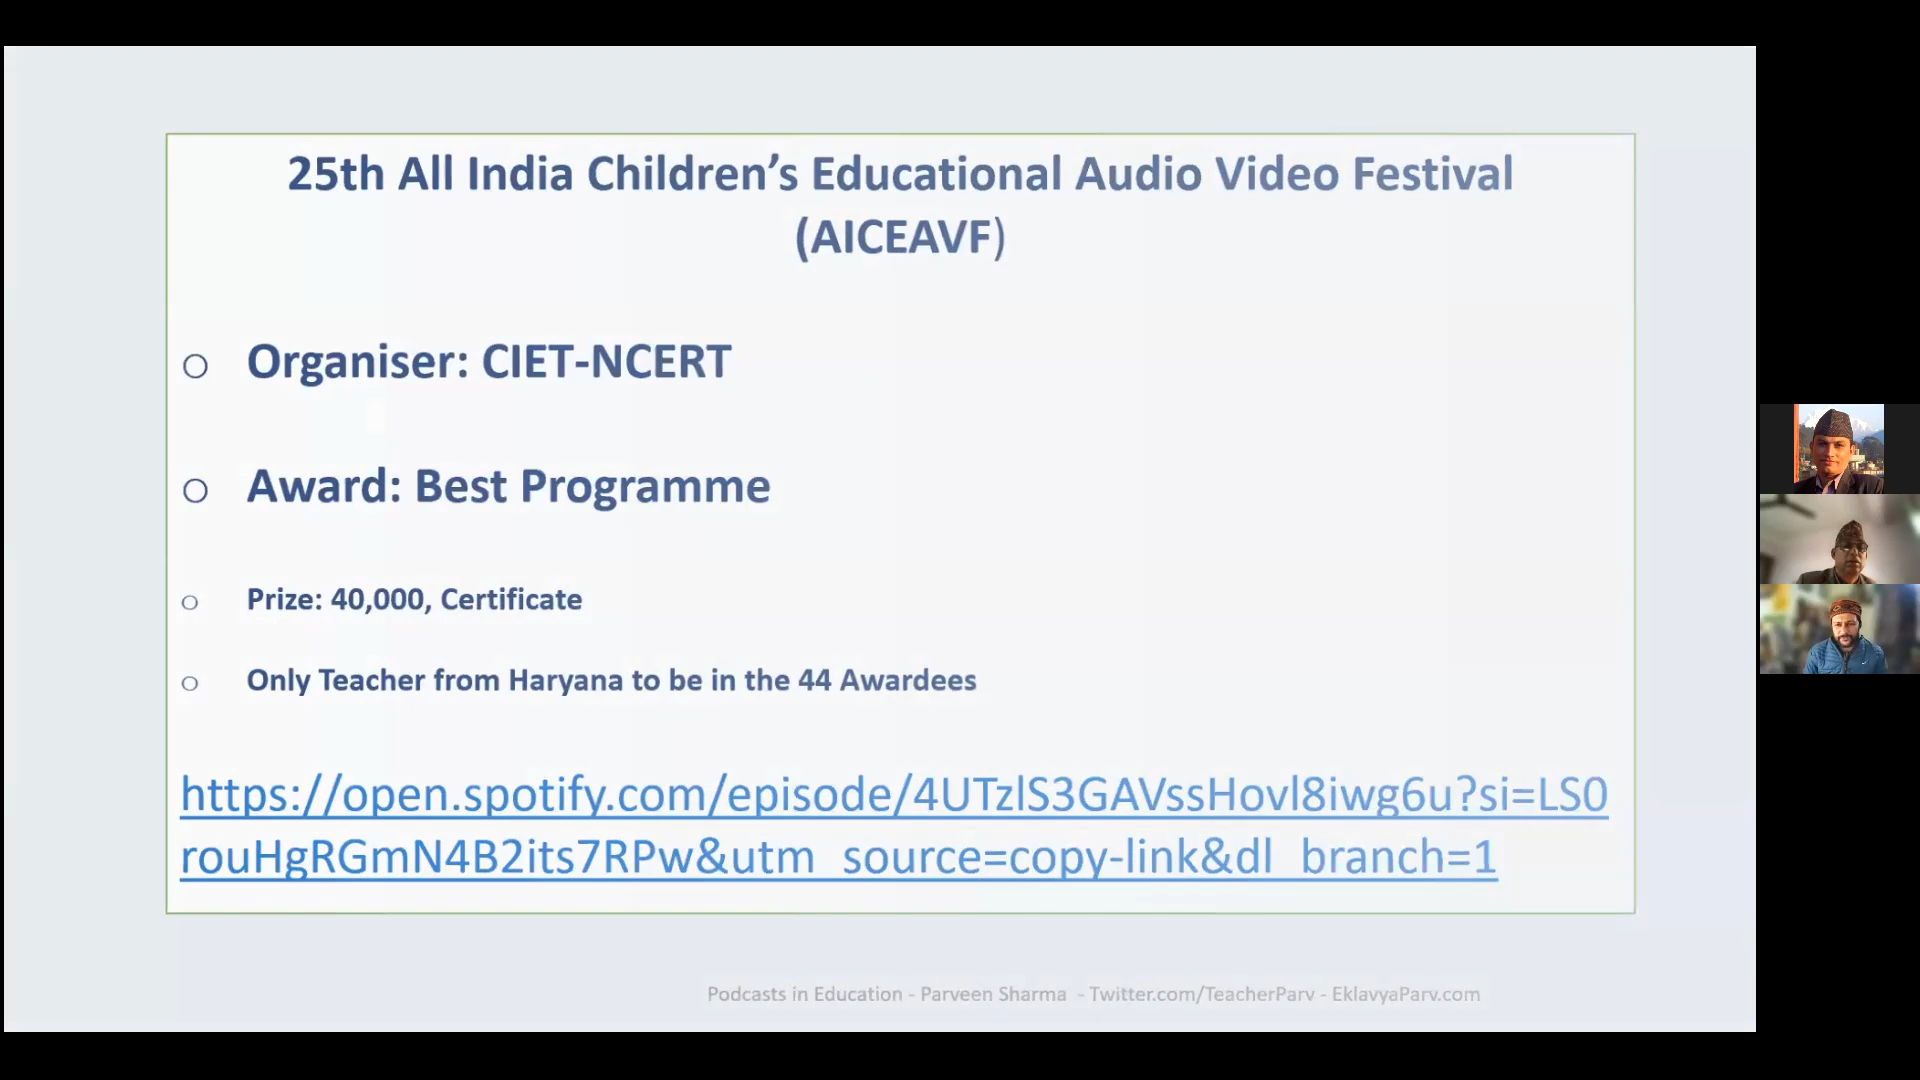 25th All India Children’s Educational Audio Video Festival
(AICEAVF)
o Organiser: CIET-NCERT
o Award: Best Programme
o Prize: 40,000, Certificate
o Only Teacher from Haryana to be in the 44 Awardees
https://open.spotify.com/episode/4UTzlS3GAVssHovl8iwg6u?si=LS0
rouHgRGmN4B2its7RPw&utm_source=copy-link&dl_branch=1
Podcasts in Education - Parveen Sharma - Twitter.com/TeacherParv - EklavyaParv.com